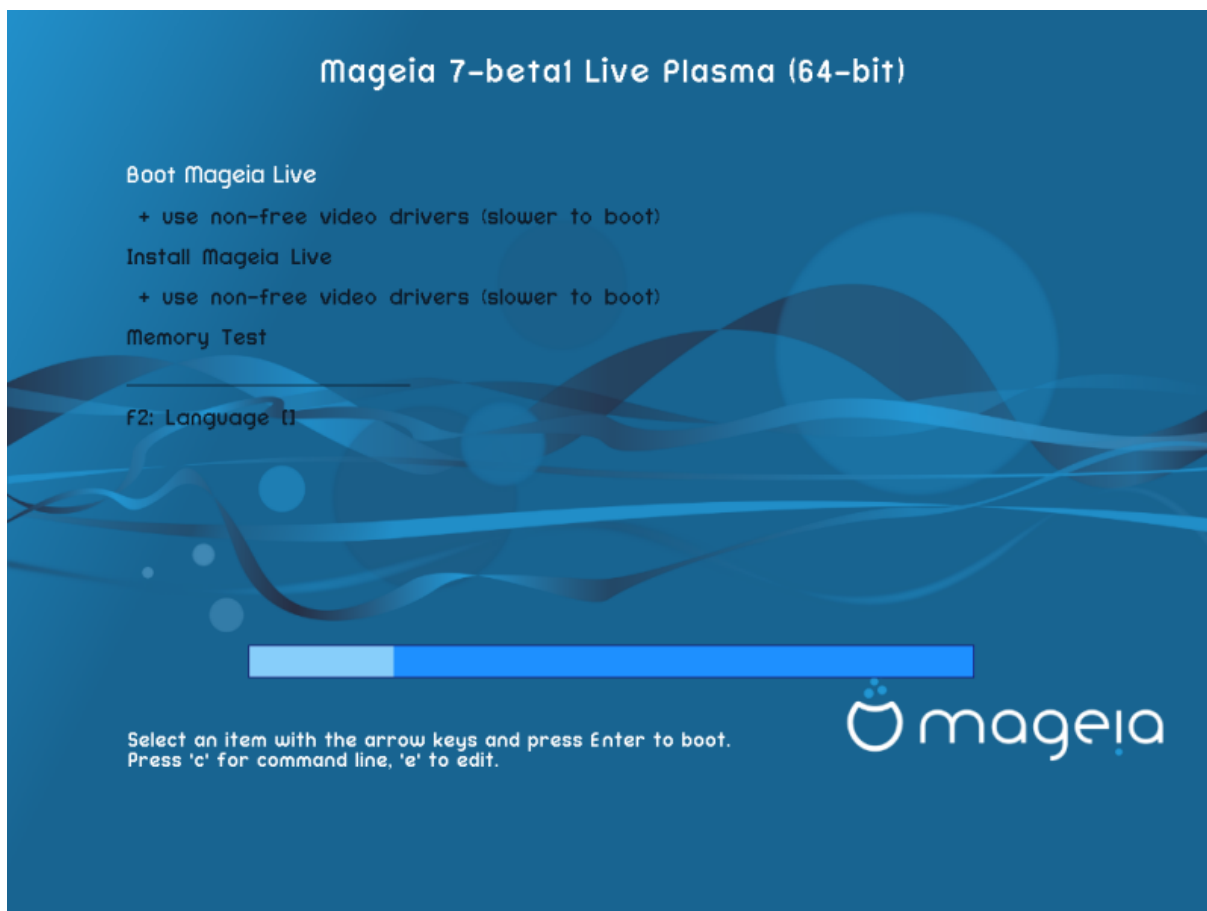 Mageia 7-beta1 Live Plasma (64-bit)
Boot Mageia Live
+ use non-free video drivers (slower to boot)
Install Mageia Live
+ use non-free video drivers (slower to boot)
Memory Test
F2: Language []
Select an item with the arrow keys and press Enter to boot.
Press 'c' for command line, 'e' to edit.
mageia